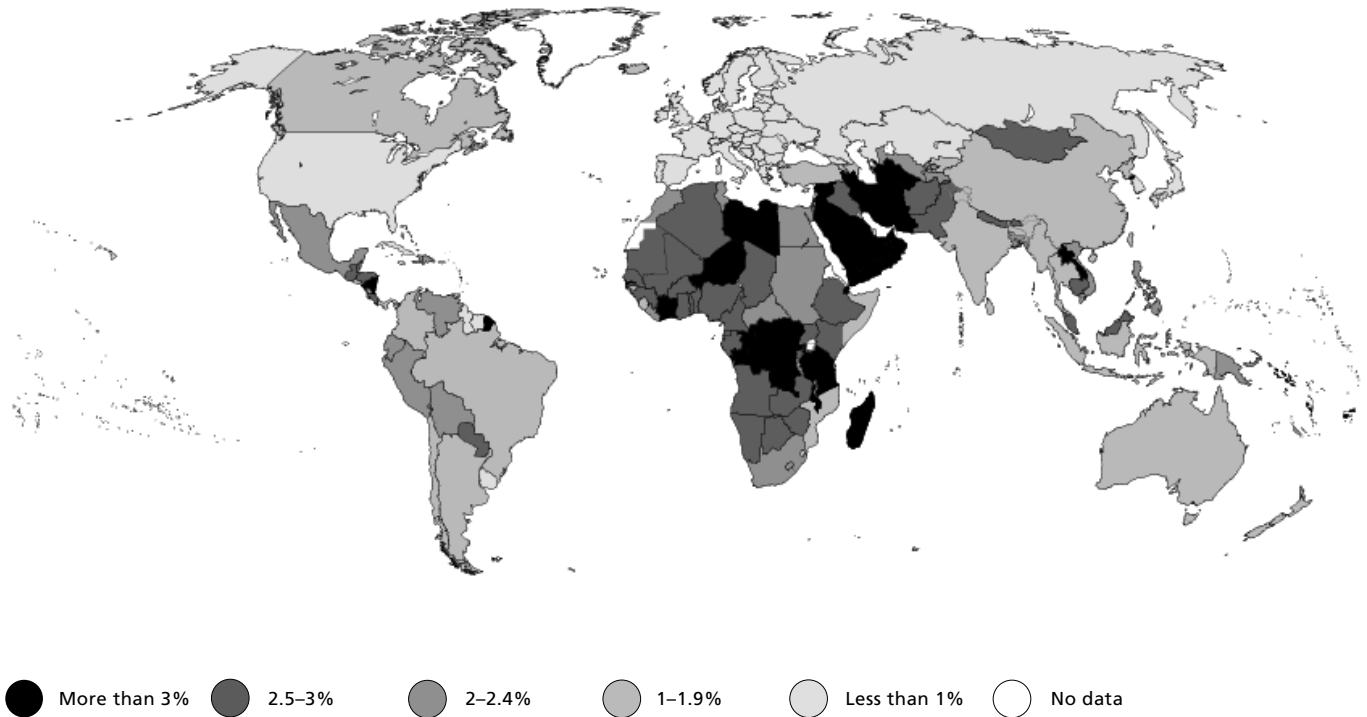 More than 3% 2.5–3% 2–2.4% 1–1.9% Less than 1% No data